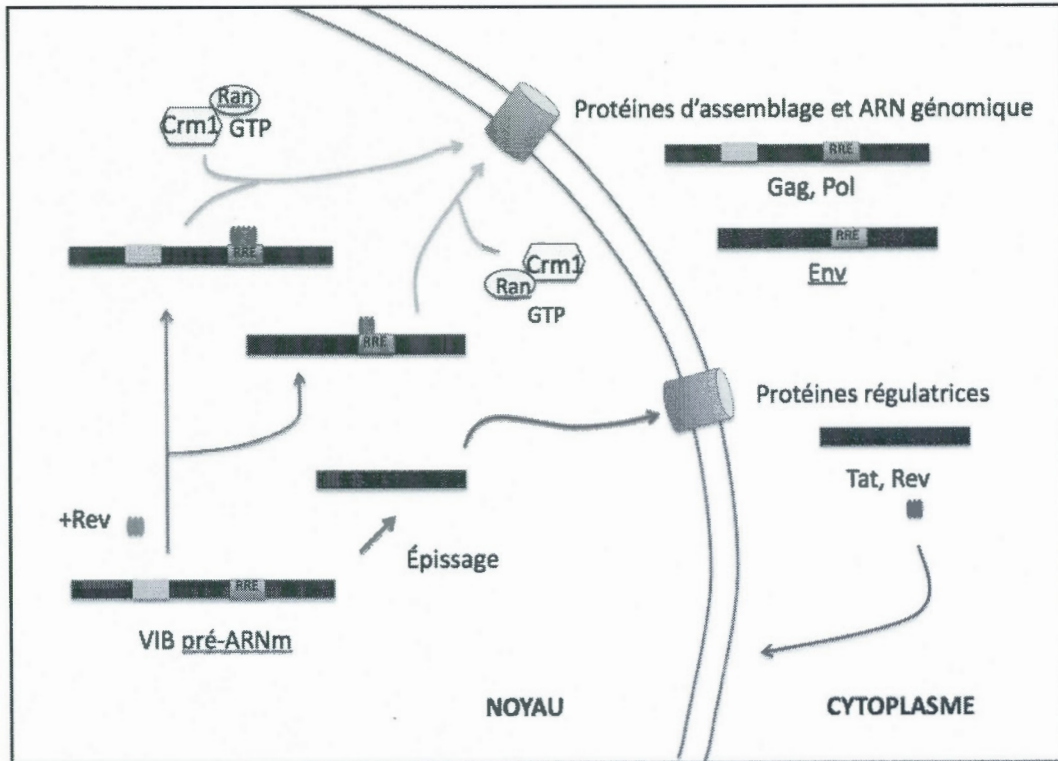 Ran
Crm1
GTP
Protéines d'assemblage et ARN génomique
RRE
Gag, Pol
RRE
RRE
Env
Crm1
Ran
GTP
RRE
Protéines régulatrices
Tat, Rev
+Rev
Épissage
RRE
VIB pré-ARNm
NOYAU
CYTOPLASME